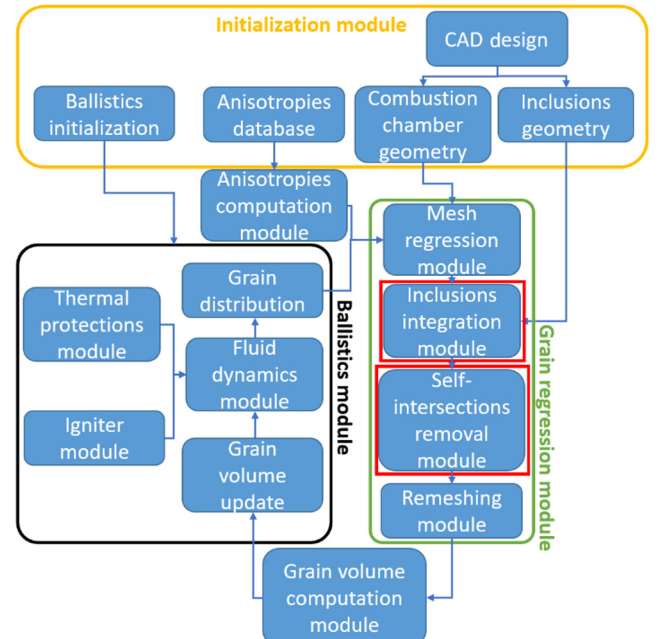 Initialization module
CAD design
Ballistics
initialization
Anisotropies
database
Combustion
chamber
geometry
Inclusions
geometry
Anisotropies
computation
module
Mesh
regression
module
Grain
distribution
Thermal
protections
module
Fluid
dynamics
module
Igniter
module
Grain
volume
update
Ballistics module
Inclusions
integration
module
Self-
intersections
removal
module
Remeshing
module
Grain regression module
Grain volume
computation
module